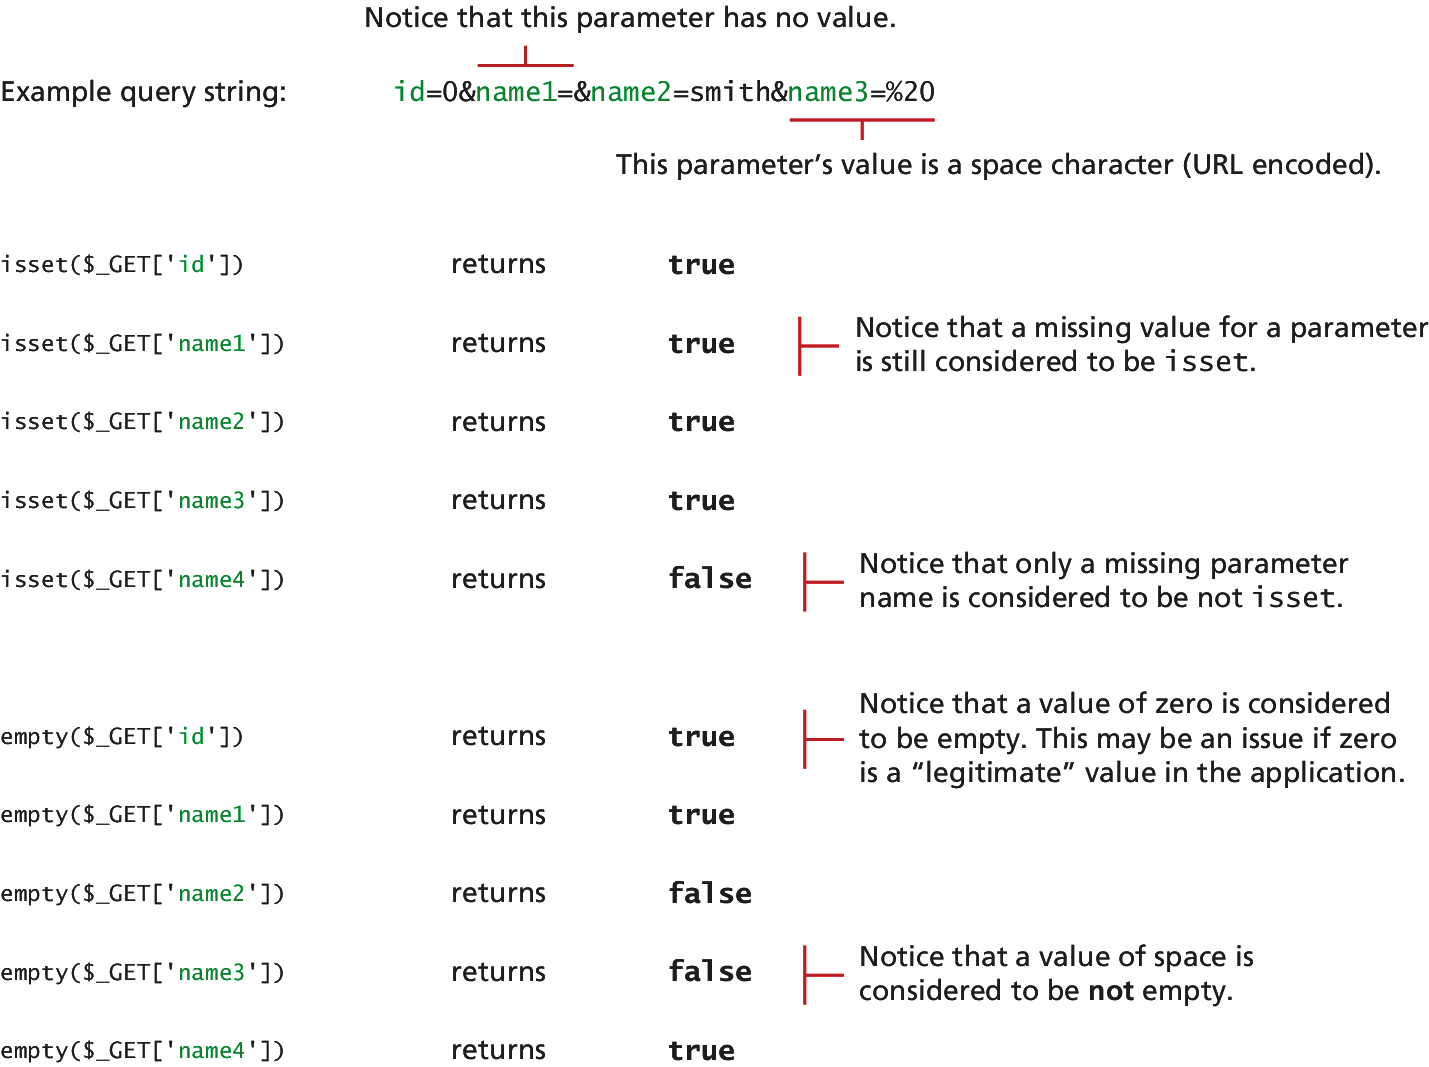 Notice that this parameter has no value.
Example query string: id=0&name1=&name2=smith&name3=%20
This parameter’s value is a space character (URL encoded).
isset($_GET['id']) returns true
isset($_GET['name1']) returns true
Notice that a missing value for a parameter
is still considered to be isset.
isset($_GET['name2']) returns true
isset($_GET['name3']) returns true
isset($_GET['name4']) returns false
Notice that only a missing parameter
name is considered to be not isset.
empty($_GET['id']) returns true
Notice that a value of zero is considered
to be empty. This may be an issue if zero
is a “legitimate” value in the application.
empty($_GET['name1']) returns true
empty($_GET['name2']) returns false
empty($_GET['name3']) returns false
Notice that a value of space is
considered to be not empty.
empty($_GET['name4']) returns true